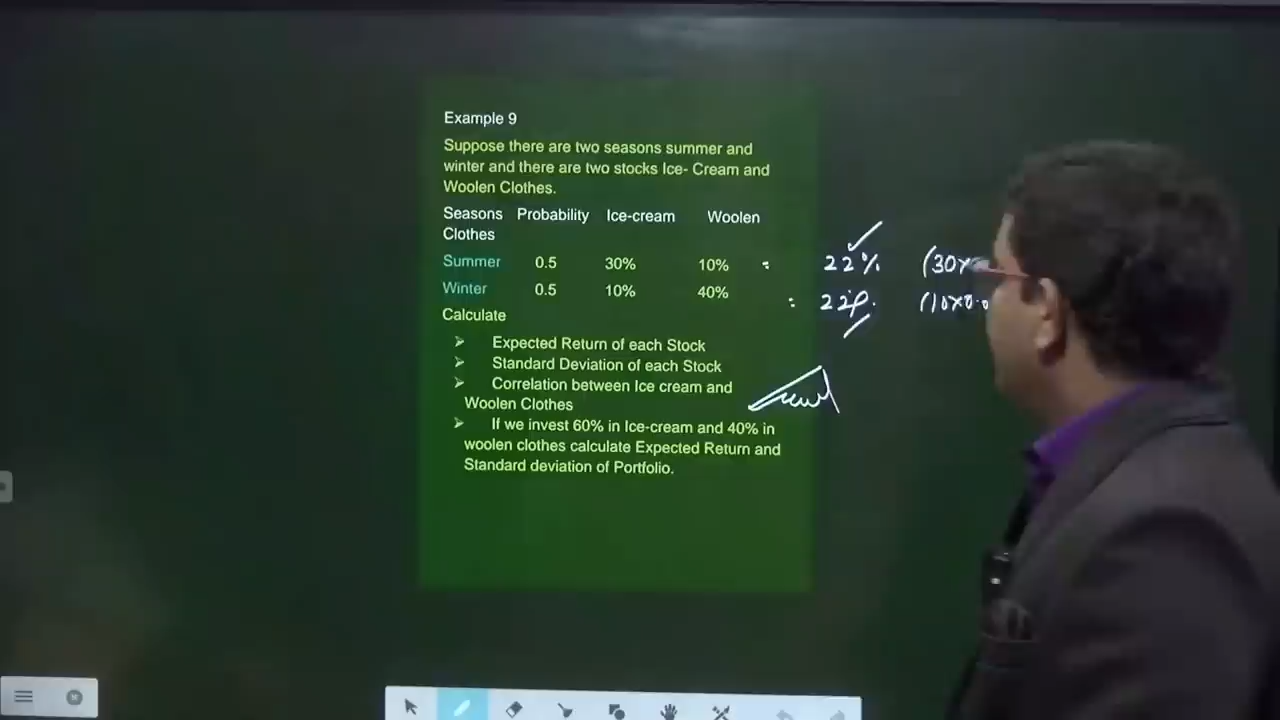 Example 9
Suppose there are two seasons summer and
winter and there are two stocks Ice- Cream and
Woolen Clothes.
Seasons Probability Ice-cream Woolen
Clothes
Summer 0.5 30% 10% : 22% (30x
Winter 0.5 10% 40% : 22%. (10x0.0
Calculate
➢ Expected Return of each Stock
➢ Standard Deviation of each Stock
➢ Correlation between Ice cream and
Woolen Clothes
➢ If we invest 60% in Ice-cream and 40% in
woolen clothes calculate Expected Return and
Standard deviation of Portfolio.